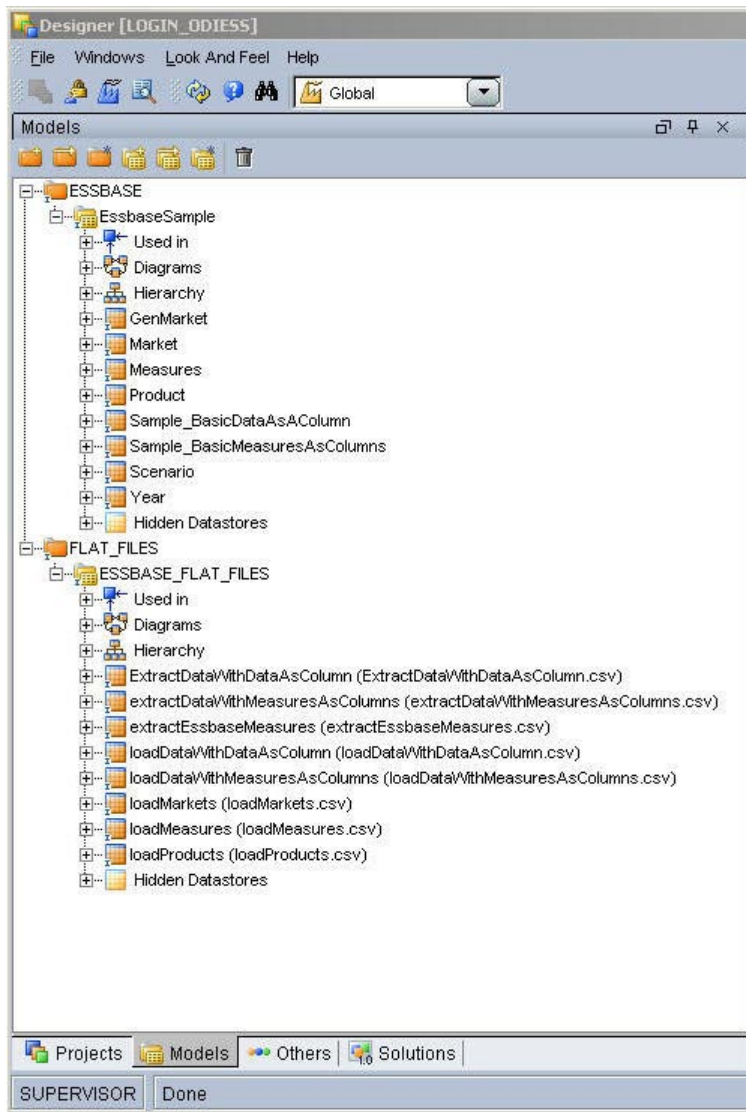 Designer [LOGIN_ODIESS]
File Windows Look And Feel Help
Global
Models
ESSBASE
EssbaseSample
Used in
Diagrams
Hierarchy
GenMarket
Market
Measures
Product
Sample_BasicDataAsAColumn
Sample_BasicMeasuresAsColumns
Scenario
Year
Hidden Datastores
FLAT_FILES
ESSBASE_FLAT_FILES
Used in
Diagrams
Hierarchy
ExtractDataWithDataAsColumn (ExtractDataWithDataAsColumn.csv)
extractDataWithMeasuresAsColumns (extractDataWithMeasuresAsColumns.csv)
extractEssbaseMeasures (extractEssbaseMeasures.csv)
loadDataWithDataAsColumn (loadDataWithDataAsColumn.csv)
loadDataWithMeasuresAsColumns (loadDataWithMeasuresAsColumns.csv)
loadMarkets (loadMarkets.csv)
loadMeasures (loadMeasures.csv)
loadProducts (loadProducts.csv)
Hidden Datastores
Projects Models Others 1.0 Solutions
SUPERVISOR Done